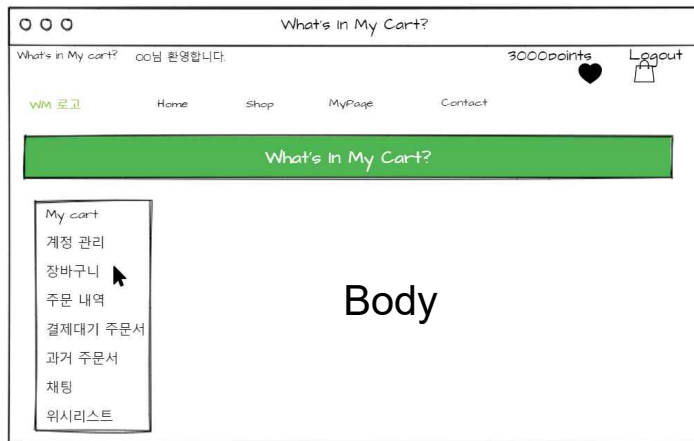 What's In My Cart?
What's in My cart? OO님 환영합니다. 3000points Logout
WM 로고 Home Shop MyPage Contact
What's In My Cart?
My cart
계정 관리
장바구니
주문 내역
결제대기 주문서
과거 주문서
채팅
위시리스트
Body